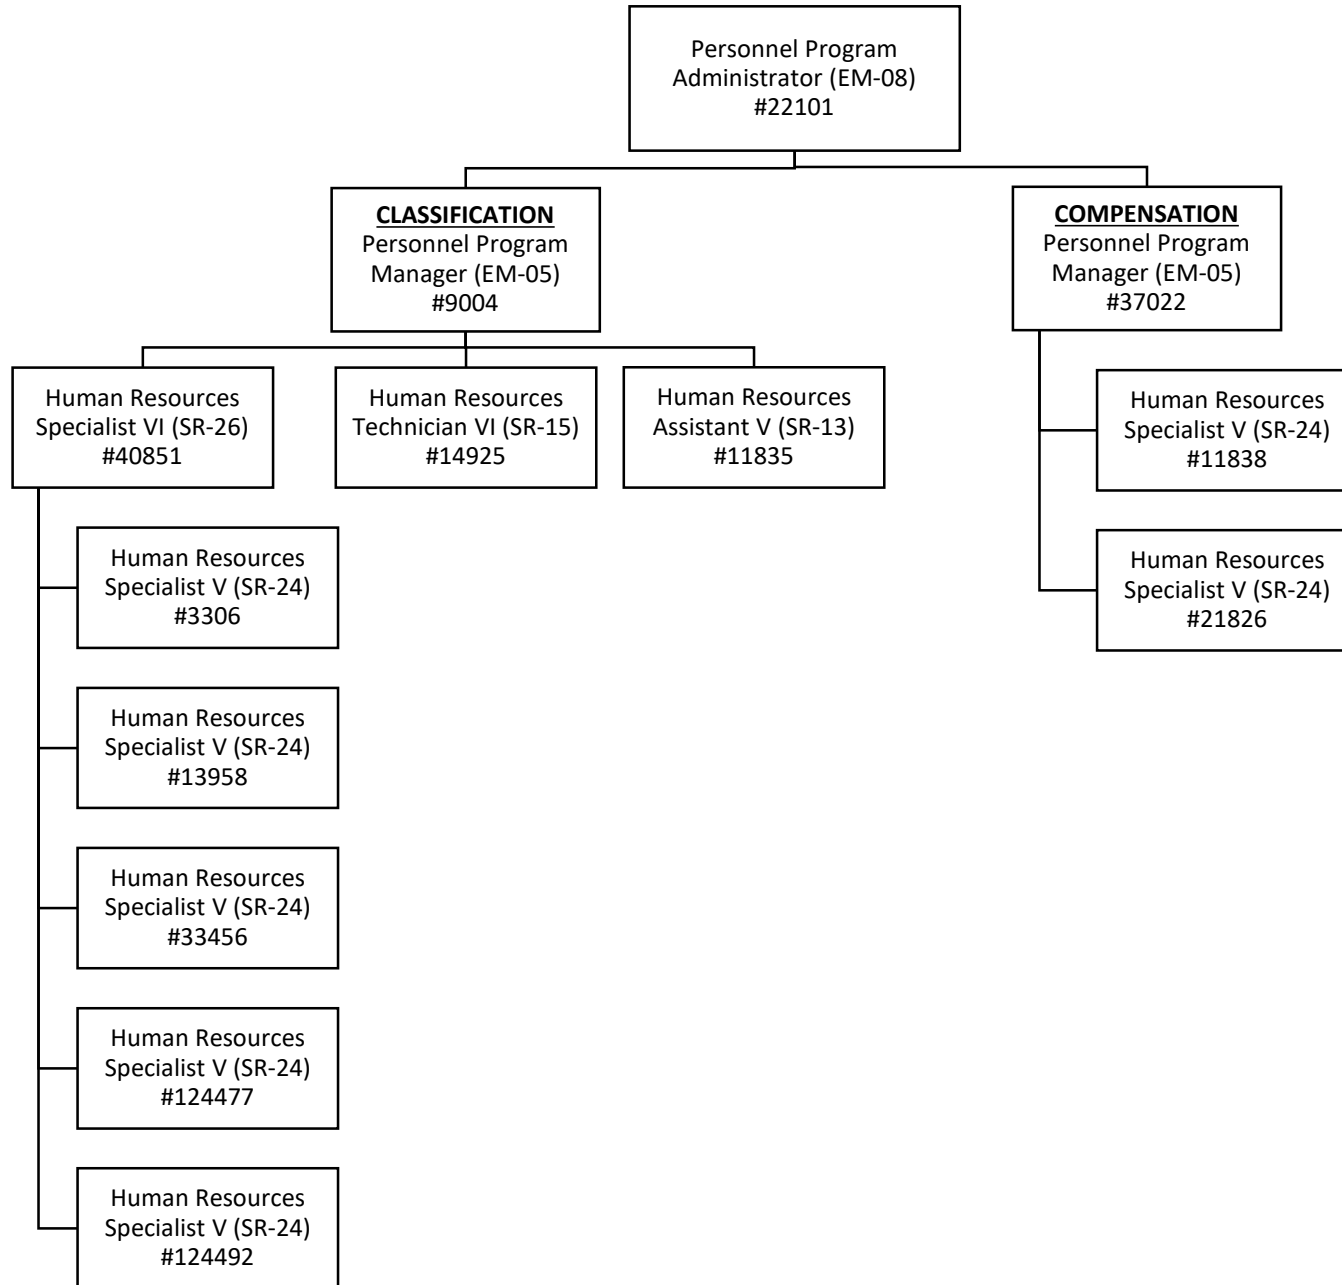 Personnel Program
Administrator (EM-08)
#22101
CLASSIFICATION
Personnel Program
Manager (EM-05)
#9004
COMPENSATION
Personnel Program
Manager (EM-05)
#37022
Human Resources
Specialist VI (SR-26)
#40851
Human Resources
Technician VI (SR-15)
#14925
Human Resources
Assistant V (SR-13)
#11835
Human Resources
Specialist V (SR-24)
#11838
Human Resources
Specialist V (SR-24)
#21826
Human Resources
Specialist V (SR-24)
#3306
Human Resources
Specialist V (SR-24)
#13958
Human Resources
Specialist V (SR-24)
#33456
Human Resources
Specialist V (SR-24)
#124477
Human Resources
Specialist V (SR-24)
#124492